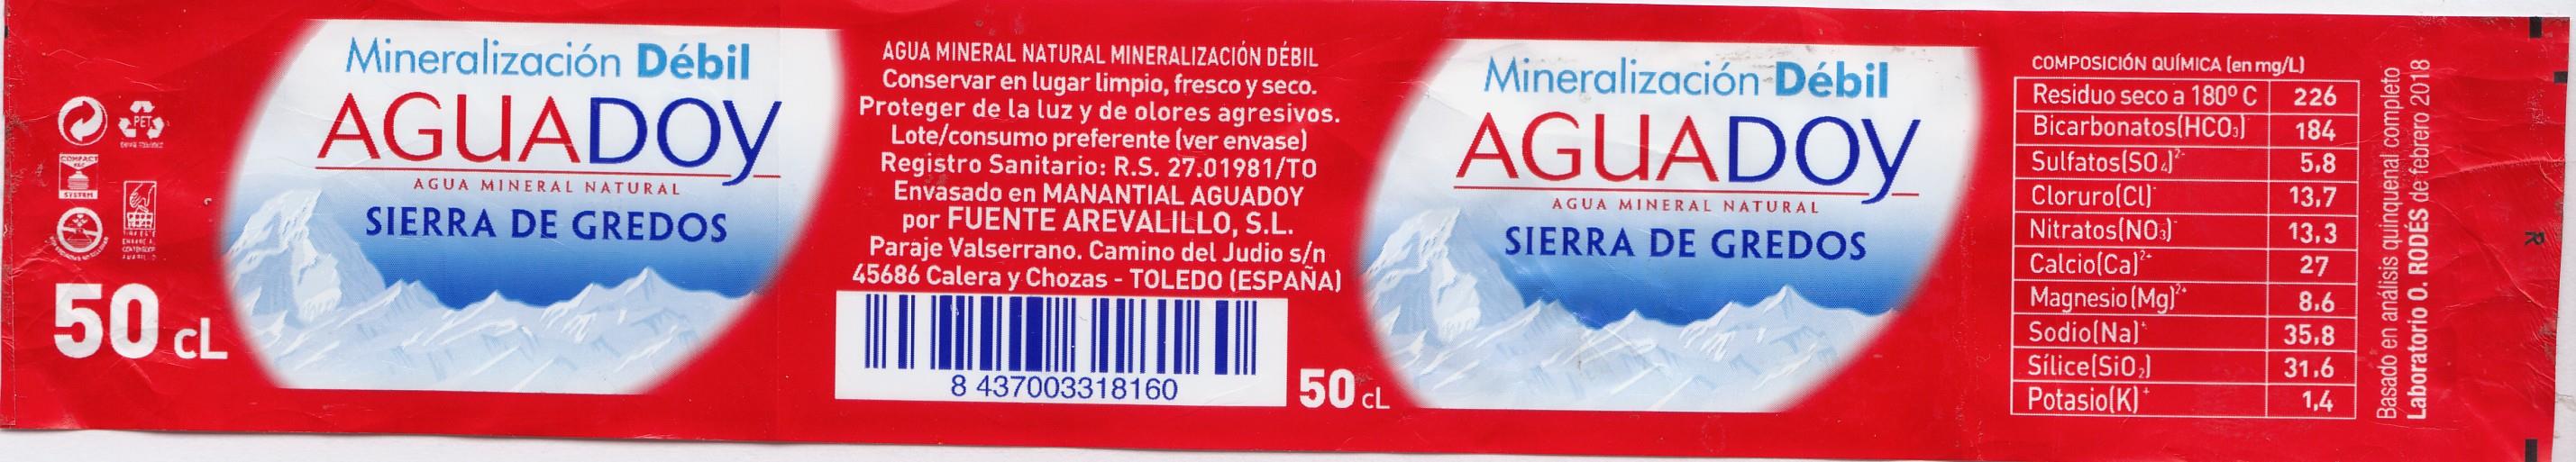 PET
COMPACT
SYSTEM
50 cL
Mineralización Débil
AGUADOY
AGUA MINERAL NATURAL
SIERRA DE GREDOS
AGUA MINERAL NATURAL MINERALIZACIÓN DÉBIL
Conservar en lugar limpio, fresco y seco.
Proteger de la luz y de olores agresivos.
Lote/consumo preferente (ver envase)
Registro Sanitario: R.S. 27.01981/TO
Envasado en MANANTIAL AGUADOY
por FUENTE AREVALILLO, S.L.
Paraje Valserrano. Camino del Judio s/n
45686 Calera y Chozas - TOLEDO (ESPAÑA)
8 437003318160
50 cL
Mineralización Débil
AGUADOY
AGUA MINERAL NATURAL
SIERRA DE GREDOS
COMPOSICIÓN QUÍMICA (en mg/L)
Residuo seco a 180º C 226
Bicarbonatos(HCO₃)⁻ 184
Sulfatos(SO₄)²⁻ 5,8
Cloruro(Cl)⁻ 13,7
Nitratos(NO₃)⁻ 13,3
Calcio(Ca)²⁺ 27
Magnesio(Mg)²⁺ 8,6
Sodio(Na)⁺ 35,8
Sílice(SiO₂) 31,6
Potasio(K)⁺ 1,4
Basado en análisis quinquenal completo
Laboratorio O. RODÉS de febrero 2018
R